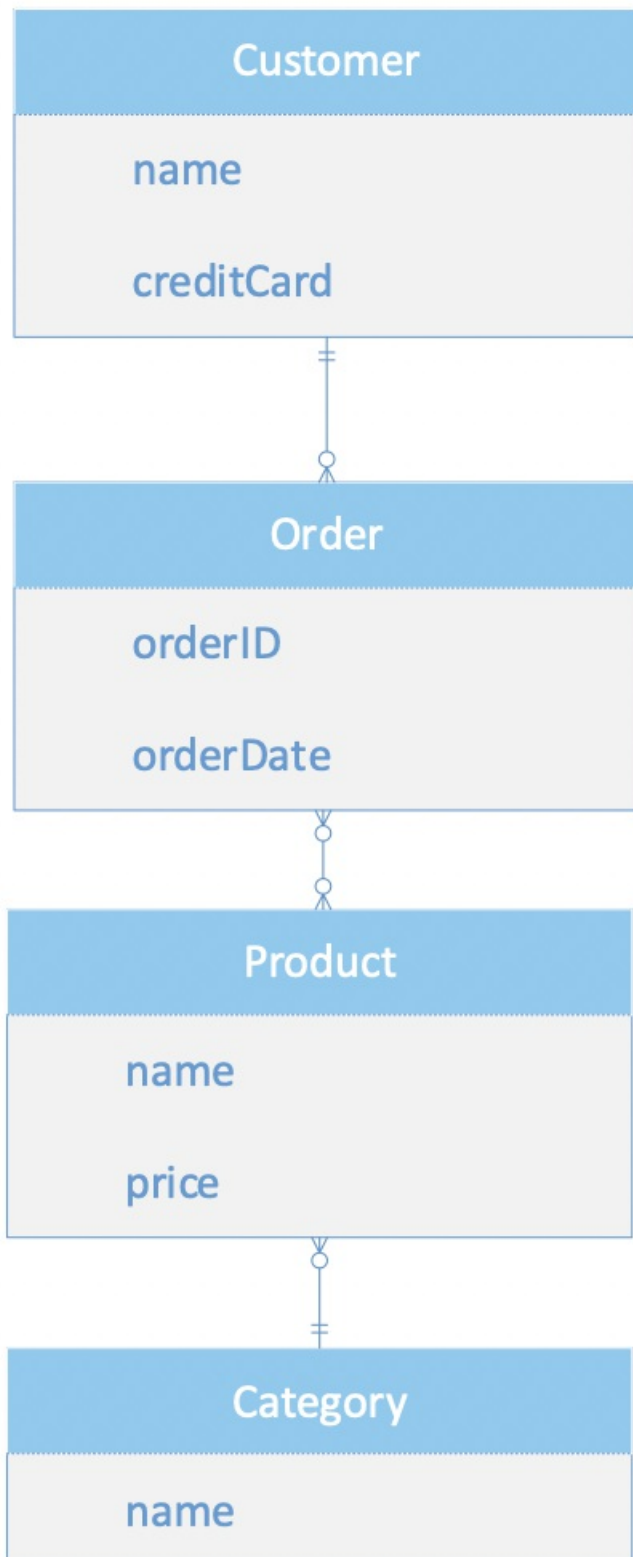 Customer
name
creditCard
Order
orderID
orderDate
Product
name
price
Category
name